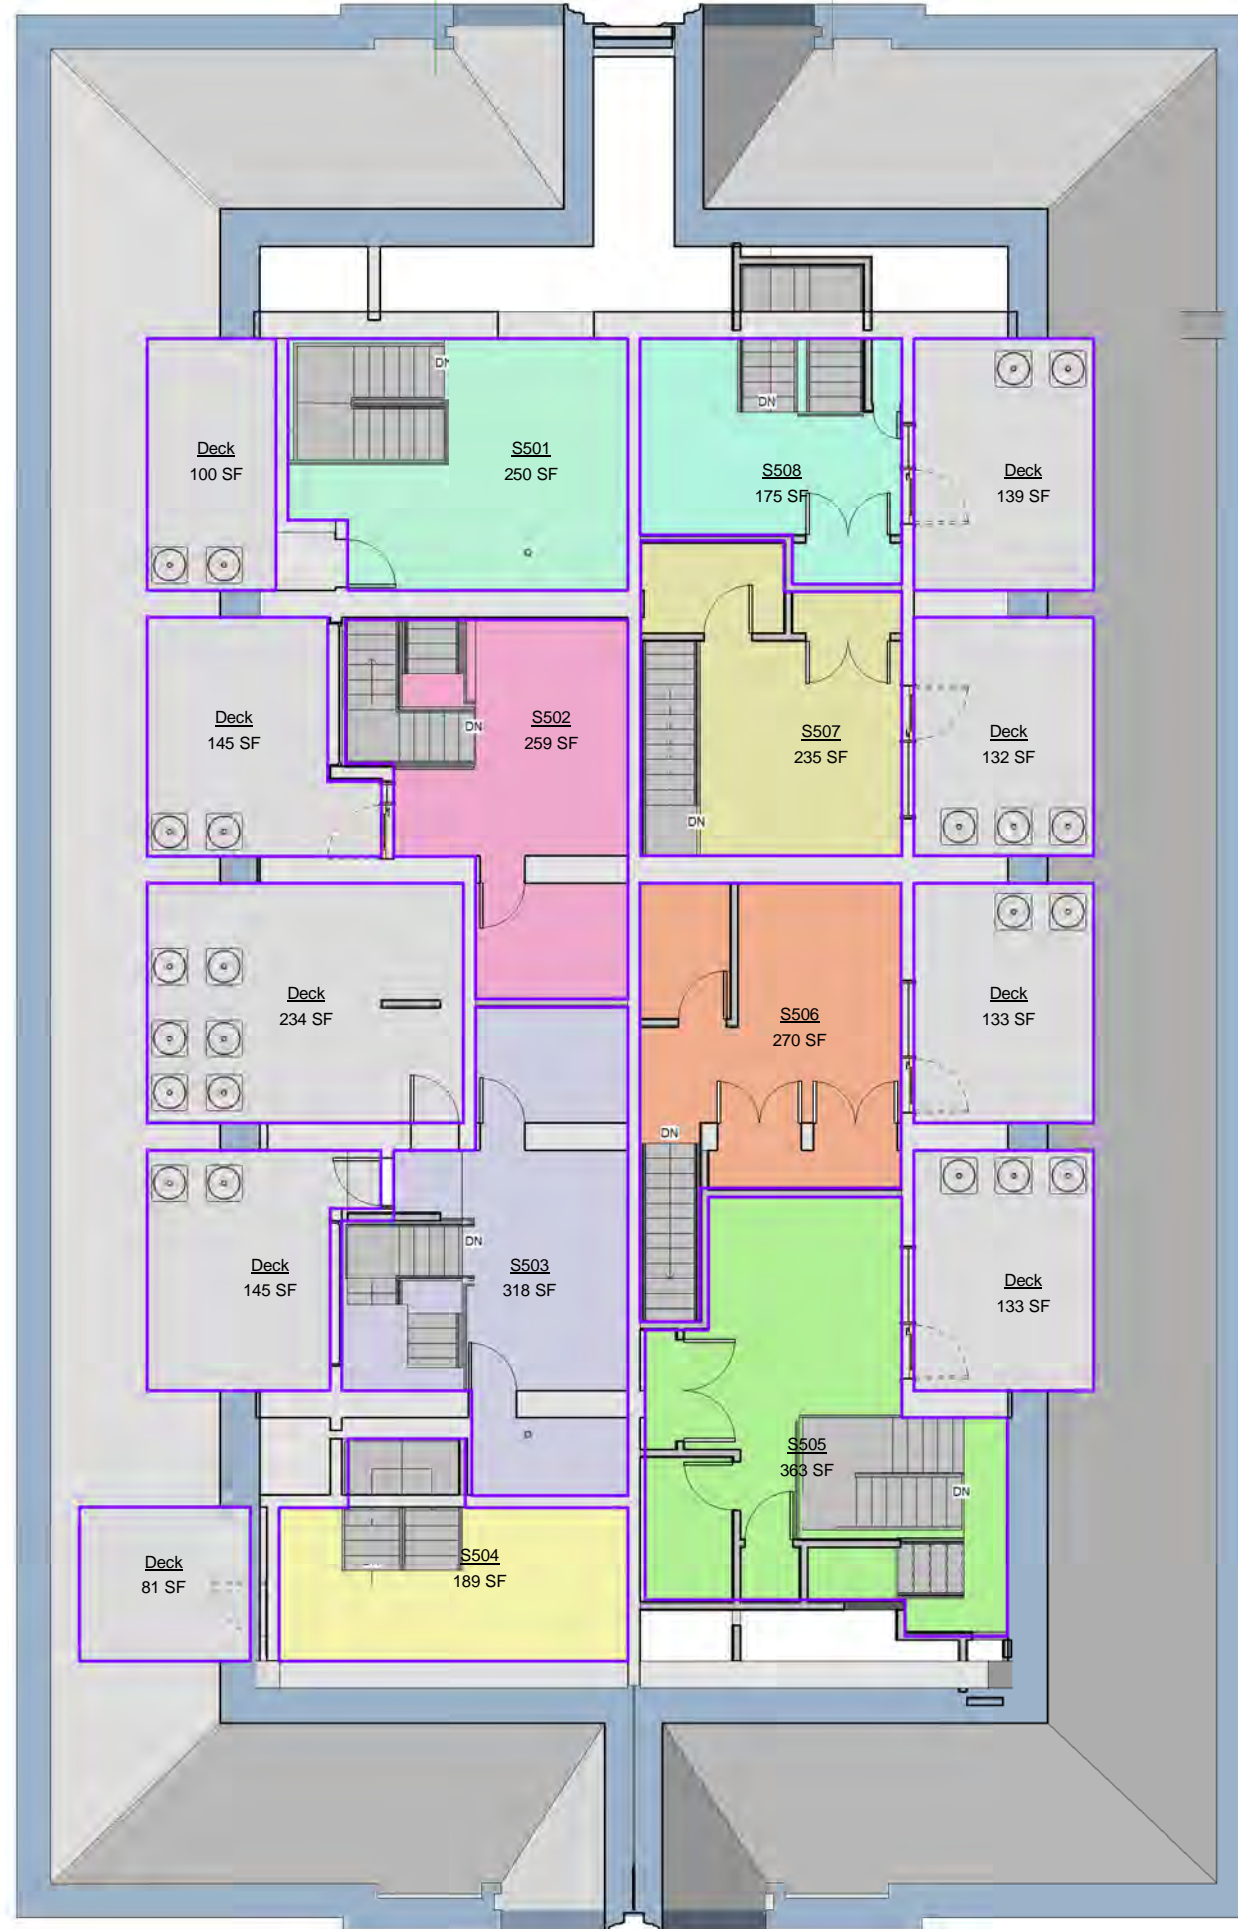 DN
Deck
100 SF
S501
250 SF
DN
S508
175 SF
Deck
139 SF
Deck
145 SF
DN
S502
259 SF
S507
235 SF
Deck
132 SF
DN
Deck
234 SF
S506
270 SF
Deck
133 SF
DN
Deck
145 SF
DN
S503
318 SF
Deck
133 SF
S505
363 SF
DN
Deck
81 SF
S504
189 SF